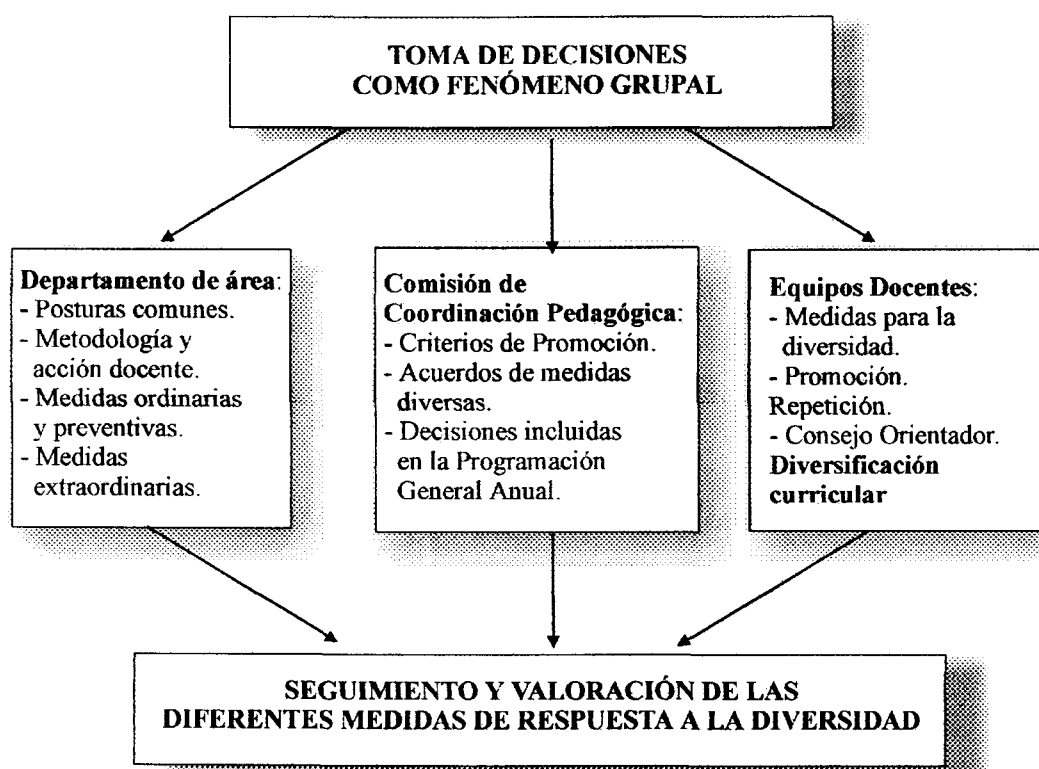 TOMA DE DECISIONES
COMO FENÓMENO GRUPAL
Departamento de área:
- Posturas comunes.
- Metodología y
acción docente.
- Medidas ordinarias
y preventivas.
- Medidas
extraordinarias.
Comisión de
Coordinación Pedagógica:
- Criterios de Promoción.
- Acuerdos de medidas
diversas.
- Decisiones incluidas
en la Programación
General Anual.
Equipos Docentes:
- Medidas para la
diversidad.
- Promoción.
Repetición.
- Consejo Orientador.
Diversificación
curricular
SEGUIMIENTO Y VALORACIÓN DE LAS
DIFERENTES MEDIDAS DE RESPUESTA A LA DIVERSIDAD